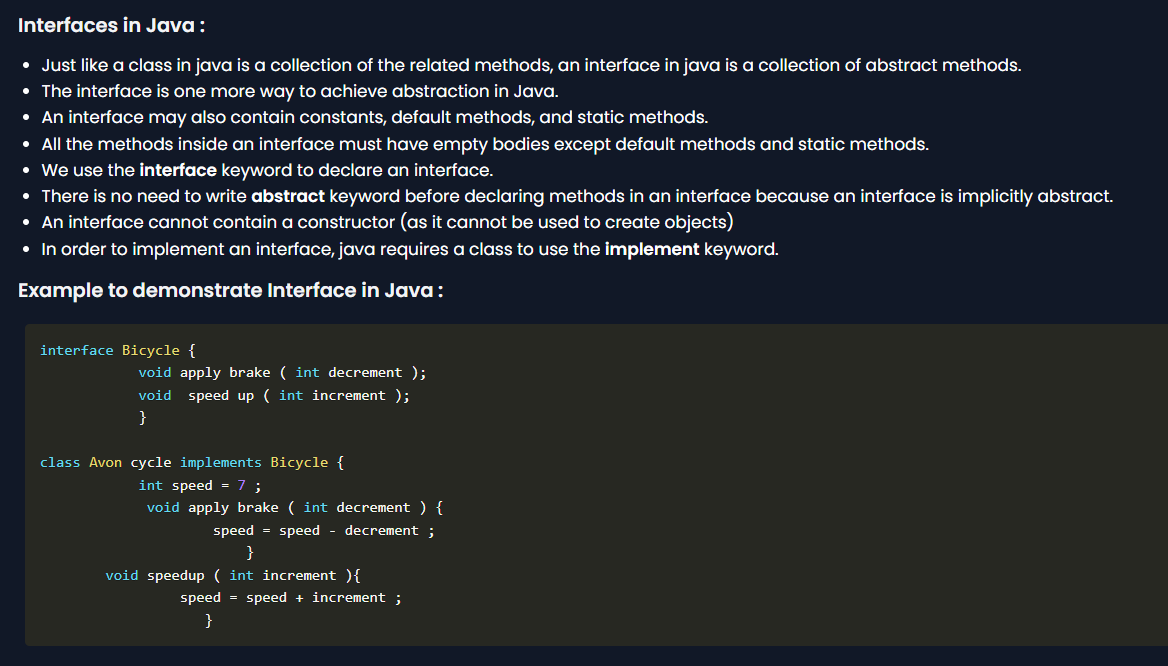 Interfaces in Java :
• Just like a class in java is a collection of the related methods, an interface in java is a collection of abstract methods.
• The interface is one more way to achieve abstraction in Java.
• An interface may also contain constants, default methods, and static methods.
• All the methods inside an interface must have empty bodies except default methods and static methods.
• We use the interface keyword to declare an interface.
• There is no need to write abstract keyword before declaring methods in an interface because an interface is implicitly abstract.
• An interface cannot contain a constructor (as it cannot be used to create objects)
• In order to implement an interface, java requires a class to use the implement keyword.
Example to demonstrate Interface in Java :
interface Bicycle {
            void apply brake ( int decrement );
            void  speed up ( int increment );
            }

class Avon cycle implements Bicycle {
            int speed = 7 ;
             void apply brake ( int decrement ) {
                     speed = speed - decrement ;
                         }
        void speedup ( int increment ){
                 speed = speed + increment ;
                    }